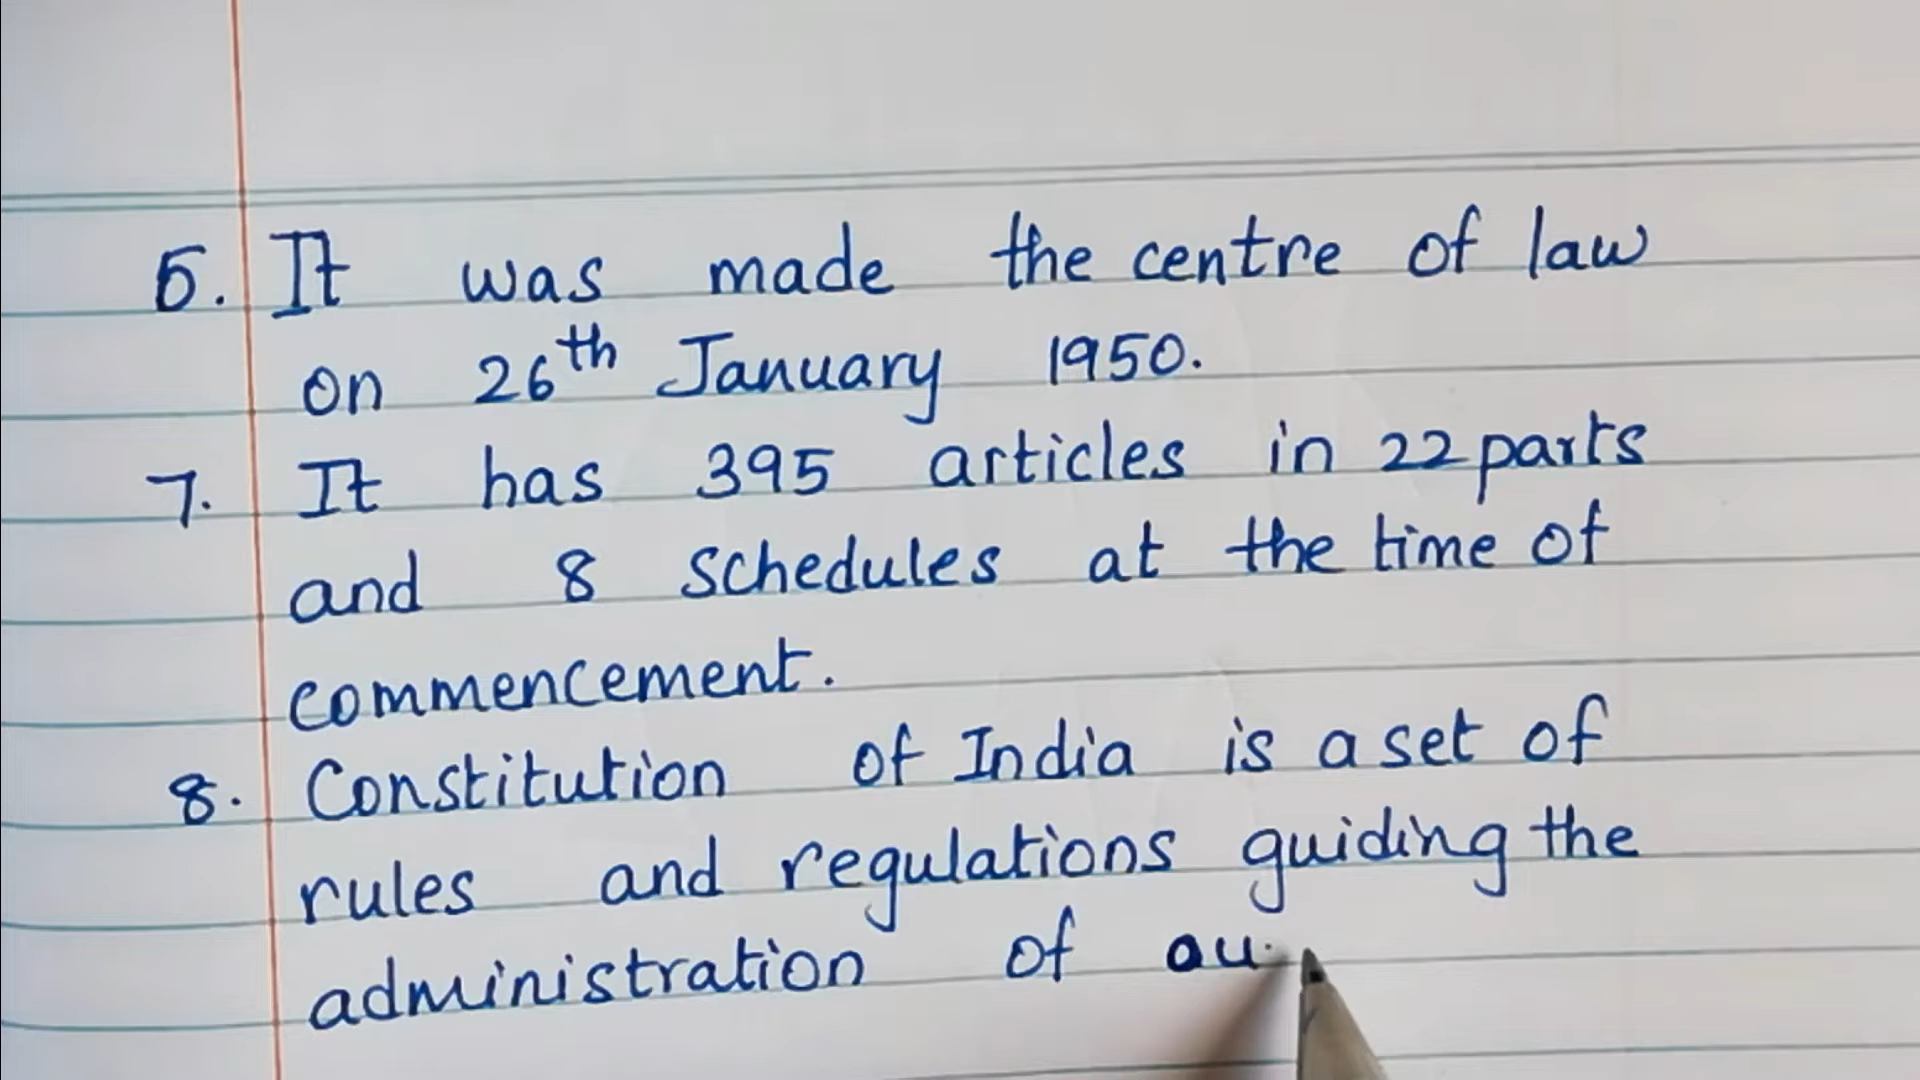 5. It was made the centre of law
on 26th January 1950.
7. It has 395 articles in 22 parts
and 8 schedules at the time of
commencement.
8. Constitution of India is a set of
rules and regulations guiding the
administration of ou